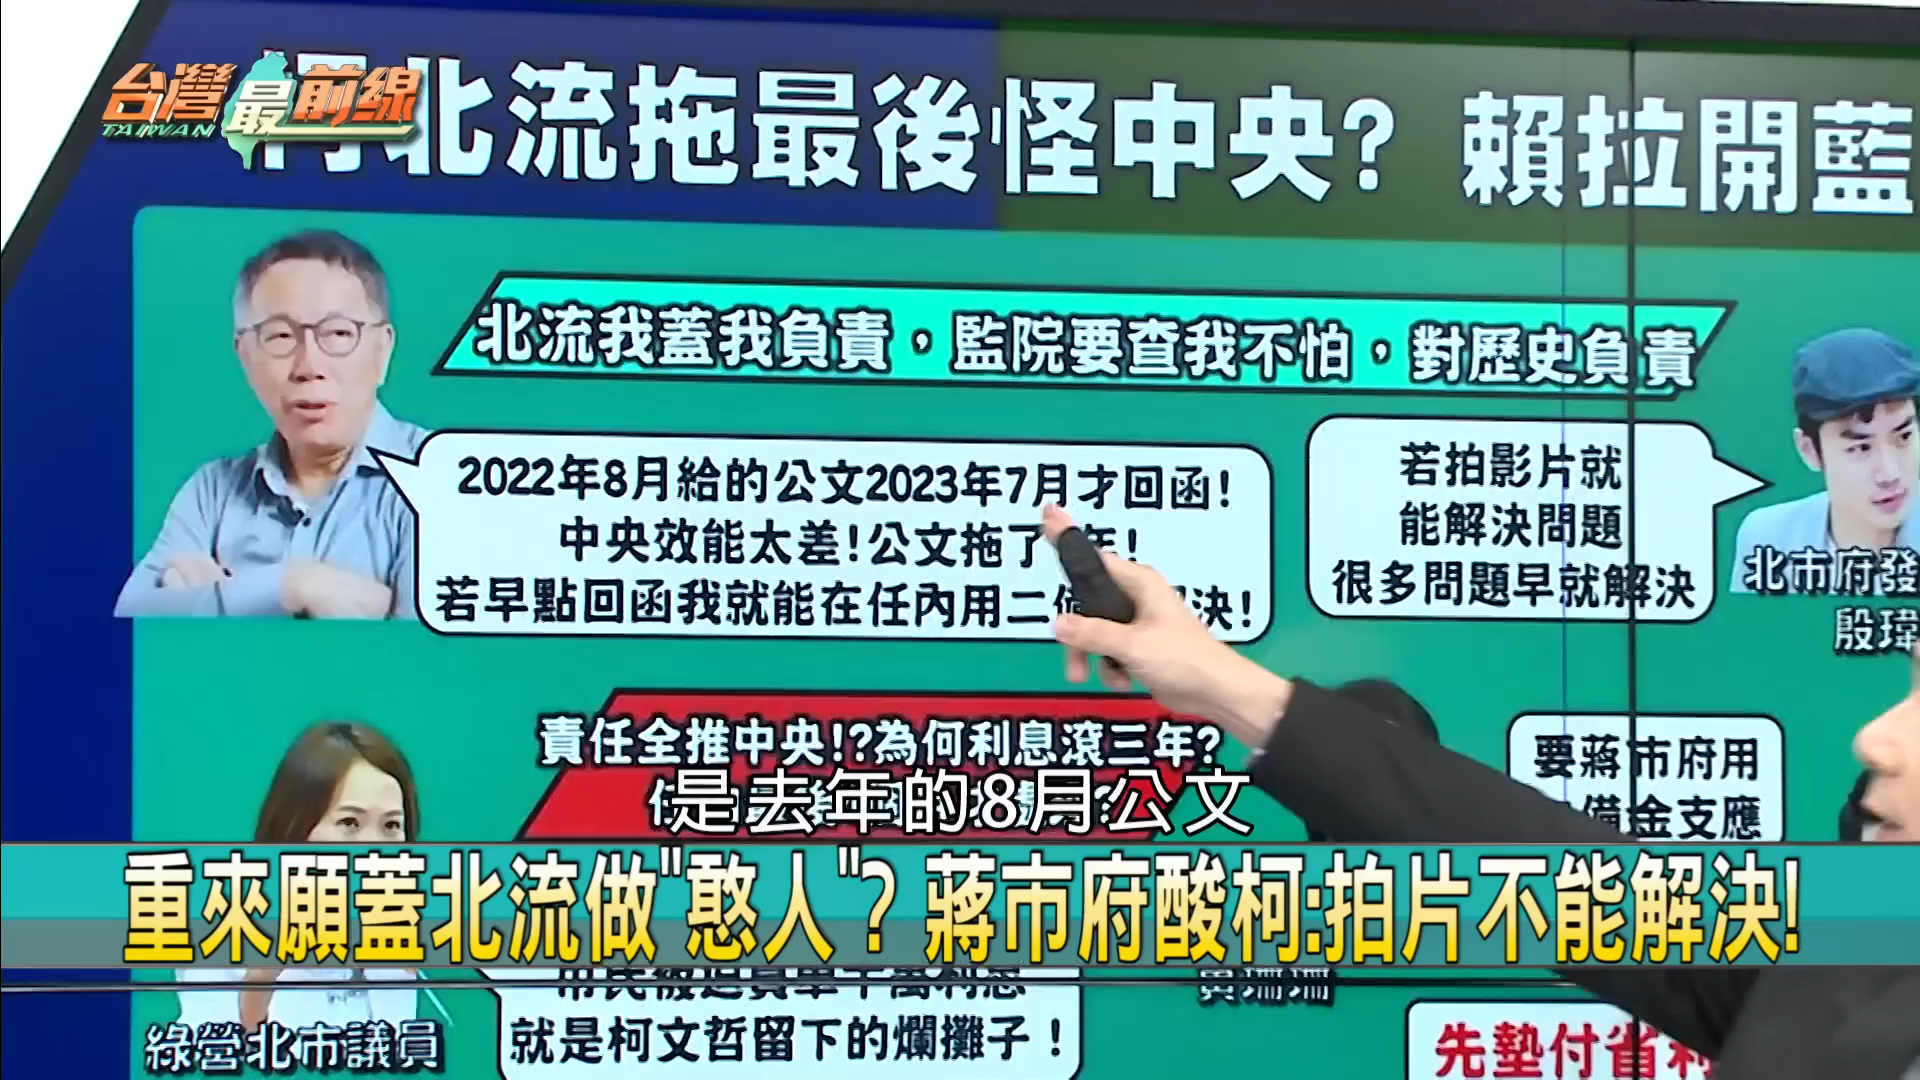 台灣最前線
TAIWAN
北流拖最後怪中央? 賴拉開藍
北流我蓋我負責,監院要查我不怕,對歷史負責
2022年8月給的公文2023年7月才回函!
中央效能太差!公文拖了 年!
若早點回函我就能在任內用二 決!
若拍影片就
能解決問題
很多問題早就解決
北市府發
殷瑋
責任全推中央!?為何利息滾三年?
是去年的8月公文
要蔣市府用
備金支應
重來願蓋北流做"憨人"? 蔣市府酸柯:拍片不能解決!
黃珊珊
綠營北市議員
就是柯文哲留下的爛攤子!
先墊付省利